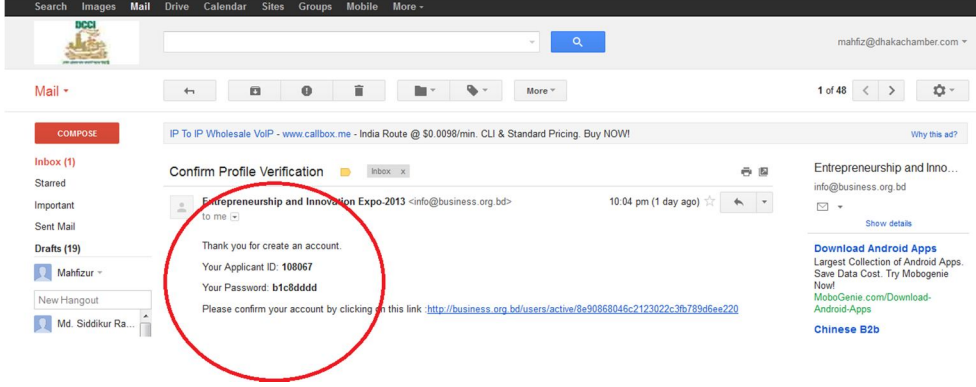 Search Images Mail Drive Calendar Sites Groups Mobile More
DCCI
mahfiz@dhakachamber.com
Mail
More
1 of 48
COMPOSE
IP To IP Wholesale VoIP - www.callbox.me - India Route @ $0.0098/min. CLI & Standard Pricing. Buy NOW!
Why this ad?
Inbox (1)
Starred
Important
Sent Mail
Drafts (19)
Mahfizur
New Hangout
Md. Siddikur Ra...
Confirm Profile Verification
Inbox x
Entrepreneurship and Innovation Expo-2013 <info@business.org.bd>
10:04 pm (1 day ago)
to me
Thank you for create an account.
Your Applicant ID: 108067
Your Password: b1c8dddd
Please confirm your account by clicking on this link :http://business.org.bd/users/active/8e90868046c2123022c3fb789d6ee220
Entrepreneurship and Inno...
info@business.org.bd
Show details
Download Android Apps
Largest Collection of Android Apps.
Save Data Cost. Try Mobogenie
Now!
MoboGenie.com/Download-
Android-Apps
Chinese B2b